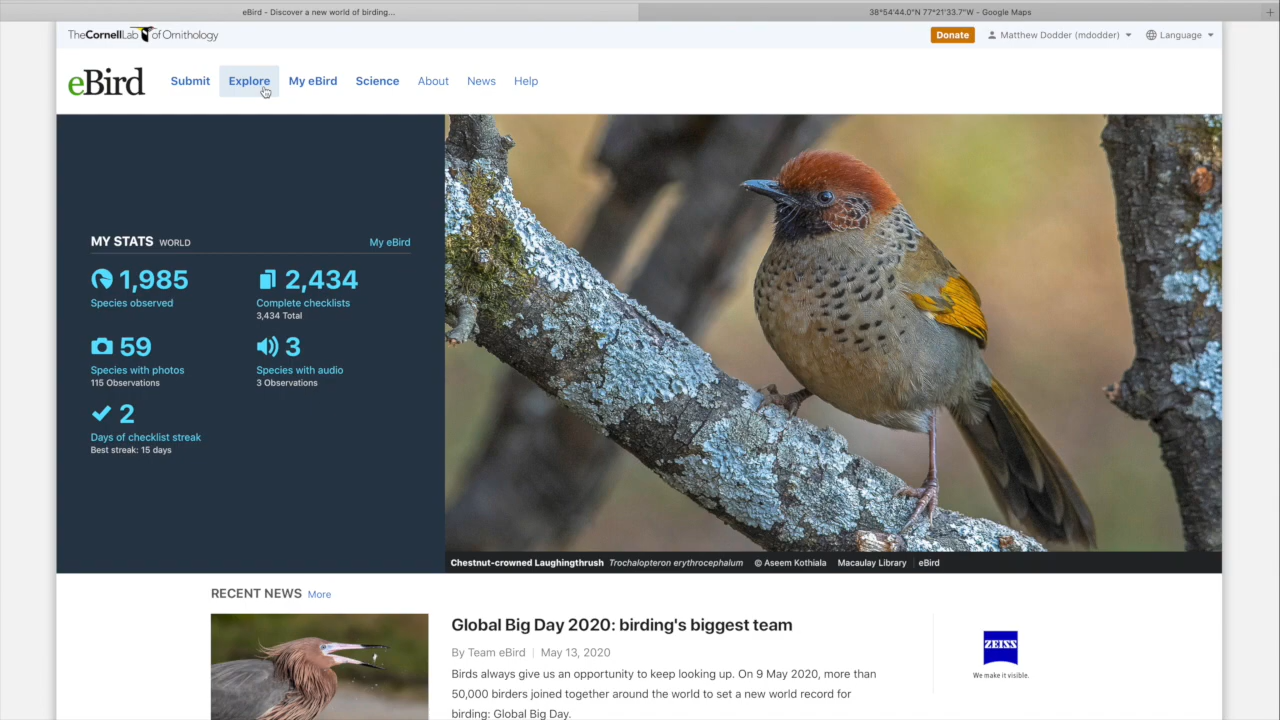 eBird - Discover a new world of birding...
38°54'44.0"N 77°21'33.7"W - Google Maps
TheCornellLab of Ornithology
Donate
Matthew Dodder (mdodder)
Language
eBird
Submit
Explore
My eBird
Science
About
News
Help
MY STATS WORLD
My eBird
1,985
Species observed
2,434
Complete checklists
3,434 Total
59
Species with photos
115 Observations
3
Species with audio
3 Observations
2
Days of checklist streak
Best streak: 15 days
Chestnut-crowned Laughingthrush Trochalopteron erythrocephalum © Aseem Kothiala Macaulay Library eBird
RECENT NEWS More
Global Big Day 2020: birding's biggest team
By Team eBird | May 13, 2020
Birds always give us an opportunity to keep looking up. On 9 May 2020, more than
50,000 birders joined together around the world to set a new world record for
birding: Global Big Day.
ZEISS
We make it visible.